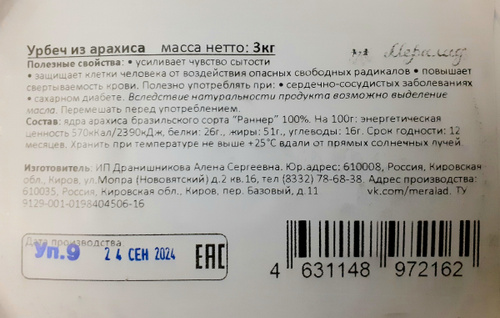 Урбеч из арахиса масса нетто: 3кг
Мералад
Полезные свойства: • усиливает чувство сытости
• защищает клетки человека от воздействия опасных свободных радикалов • повышает
свертываемость крови. Полезно употреблять при: • сердечно-сосудистых заболеваниях
• сахарном диабете. Вследствие натуральности продукта возможно выделение
масла. Перемешать перед употреблением.
Состав: ядра арахиса бразильского сорта "Раннер" 100%. На 100г: энергетическая
ценность 570кКал/2390кДж, белки: 26г., жиры: 51г., углеводы: 16г. Срок годности: 12
месяцев. Хранить при температуре не выше +25°С вдали от прямых солнечных лучей.
Изготовитель: ИП Дранишникова Алена Сергеевна. Юр.адрес: 610008, Россия, Кировская
обл., Киров, ул.Мопра (Нововятский) д.2 кв.16, тел (8332) 78-68-38. Адрес производства:
610035, Россия, Кировская обл., Киров, пер. Базовый, д.11 vk.com/meralad. ТУ
9129-001-0198404506-16
Дата производства
Уп.9 24 СЕН 2024 ЕАС
4 631148 972162